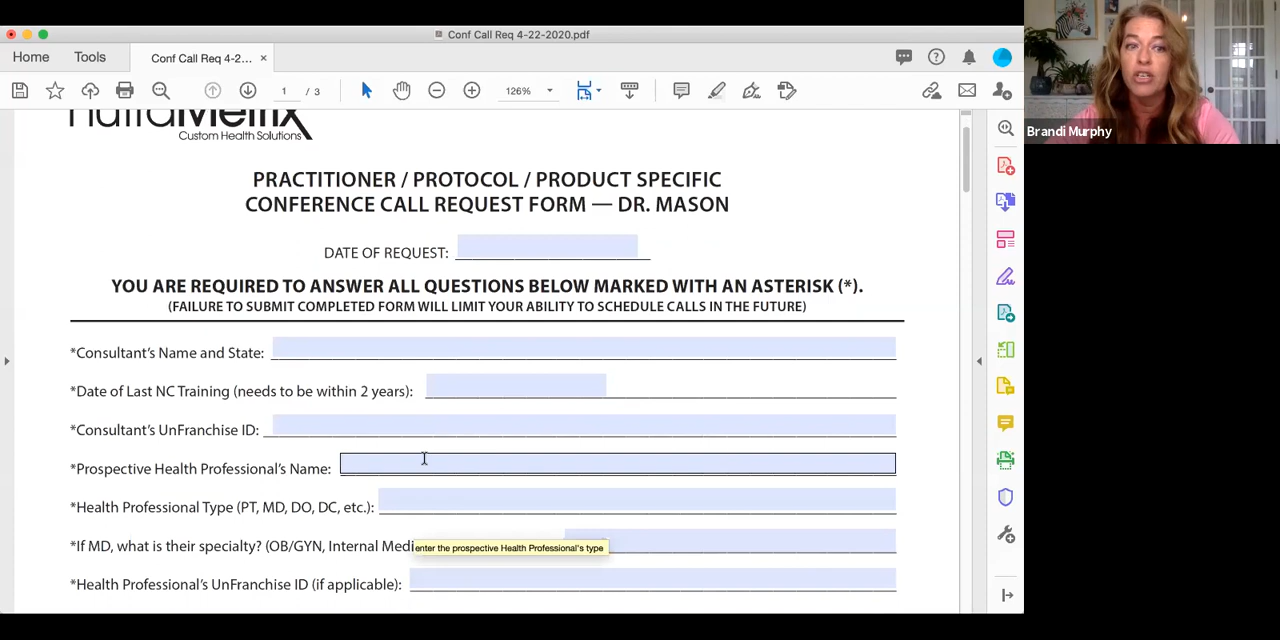 Conf Call Req 4-22-2020.pdf
Home
Tools
Conf Call Req 4-2... ×
1 / 3
126%
Brandi Murphy
nutraMetrix
Custom Health Solutions
PRACTITIONER / PROTOCOL / PRODUCT SPECIFIC
CONFERENCE CALL REQUEST FORM — DR. MASON
DATE OF REQUEST:
YOU ARE REQUIRED TO ANSWER ALL QUESTIONS BELOW MARKED WITH AN ASTERISK (*).
(FAILURE TO SUBMIT COMPLETED FORM WILL LIMIT YOUR ABILITY TO SCHEDULE CALLS IN THE FUTURE)
*Consultant's Name and State:
*Date of Last NC Training (needs to be within 2 years):
*Consultant's UnFranchise ID:
*Prospective Health Professional's Name:
*Health Professional Type (PT, MD, DO, DC, etc.):
*If MD, what is their specialty? (OB/GYN, Internal Medi
enter the prospective Health Professional's type
*Health Professional's UnFranchise ID (if applicable):